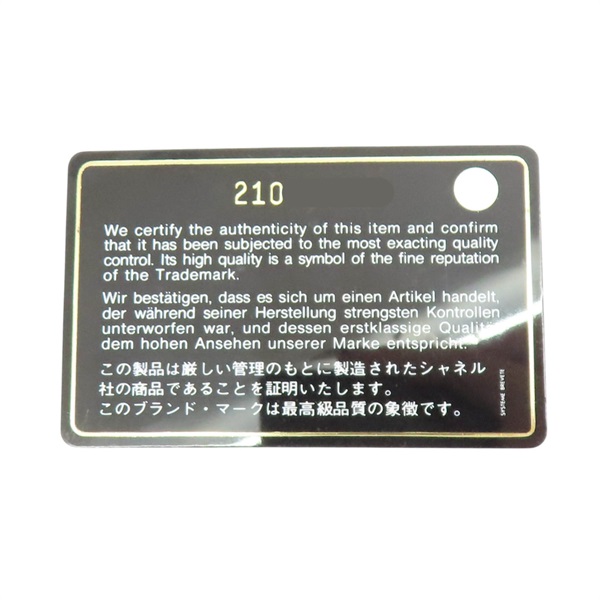 210
We certify the authenticity of this item and confirm
that it has been subjected to the most exacting quality
control. Its high quality is a symbol of the fine reputation
of the Trademark.
Wir bestätigen, dass es sich um einen Artikel handelt,
der während seiner Herstellung strengsten Kontrollen
unterworfen war, und dessen erstklassige Qualität
dem hohen Ansehen unserer Marke entspricht.
この製品は厳しい管理のもとに製造されたシャネル
社の商品であることを証明いたします。
このブランド・マークは最高級品質の象徴です。
SYSTEME BREVETE